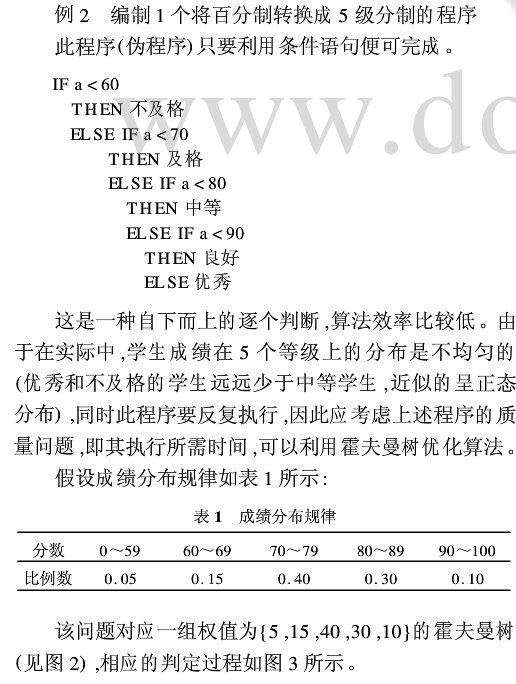 例 2 编制 1 个将百分制转换成 5 级分制的程序
此程序(伪程序)只要利用条件语句便可完成。
IF a<60
THEN 不及格
ELSE IF a<70
THEN 及格
ELSE IF a<80
THEN 中等
ELSE IF a<90
THEN 良好
ELSE 优秀
这是一种自下而上的逐个判断,算法效率比较低。由
于在实际中,学生成绩在 5 个等级上的分布是不均匀的
(优秀和不及格的学生远远少于中等学生,近似的呈正态
分布),同时此程序要反复执行,因此应考虑上述程序的质
量问题,即其执行所需时间,可以利用霍夫曼树优化算法。
假设成绩分布规律如表 1 所示:
表 1 成绩分布规律
分数 0~59 60~69 70~79 80~89 90~100
比例数 0.05 0.15 0.40 0.30 0.10
该问题对应一组权值为{5,15,40,30,10}的霍夫曼树
(见图 2),相应的判定过程如图 3 所示。
www.do